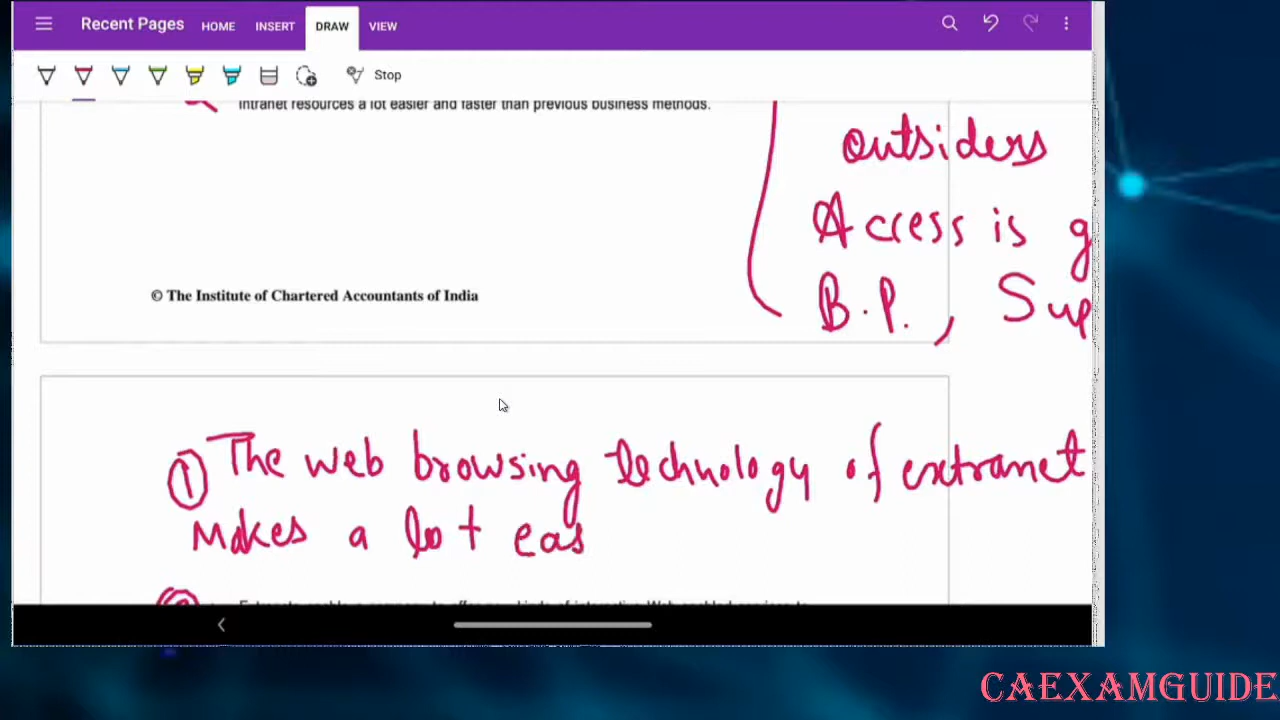 Recent Pages HOME INSERT DRAW VIEW
Stop
intranet resources a lot easier and faster than previous business methods.
outsiders
Access is g
B.P., Sup
© The Institute of Chartered Accountants of India
① The web browsing technology of extranet
makes a lot eas
CAEXAMGUIDE